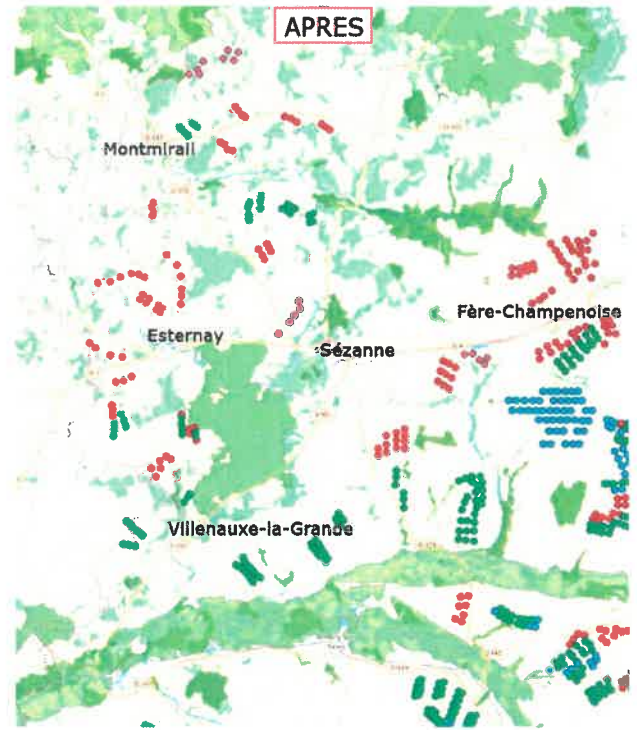 APRES
Montmirail
Fère-Champenoise
Esternay
Sézanne
Villenauxe-la-Grande